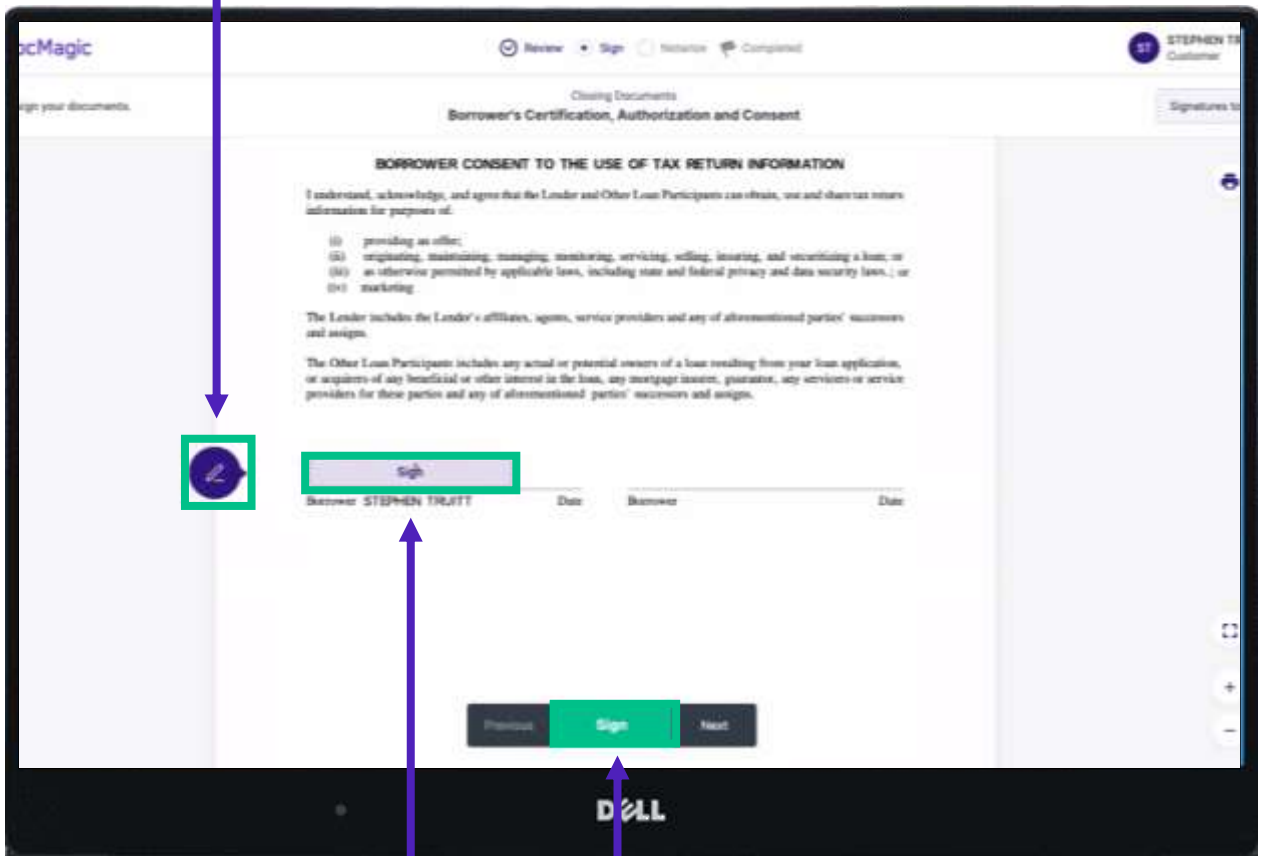 ocMagic
Review Sign Notarize Completed
ST STEPHEN TR
Customer
sign your documents.
Closing Documents
Borrower's Certification, Authorization and Consent
Signatures to
BORROWER CONSENT TO THE USE OF TAX RETURN INFORMATION
I understand, acknowledge, and agree that the Lender and Other Loan Participants can obtain, use and share tax return
information for purposes of:
(i) providing an offer;
(ii) originating, maintaining, managing, monitoring, servicing, selling, insuring, and securitizing a loan; or
(iii) as otherwise permitted by applicable laws, including state and federal privacy and data security laws.; or
(iv) marketing
The Lender includes the Lender's affiliates, agents, service providers and any of aforementioned parties' successors
and assigns.
The Other Loan Participants includes any actual or potential owners of a loan resulting from your loan application,
or acquirers of any beneficial or other interest in the loan, any mortgage insurer, guarantor, any servicers or service
providers for these parties and any of aforementioned parties' successors and assigns.
Sign
Borrower STEPHEN TRUITT Date Borrower Date
Previous Sign Next
DELL